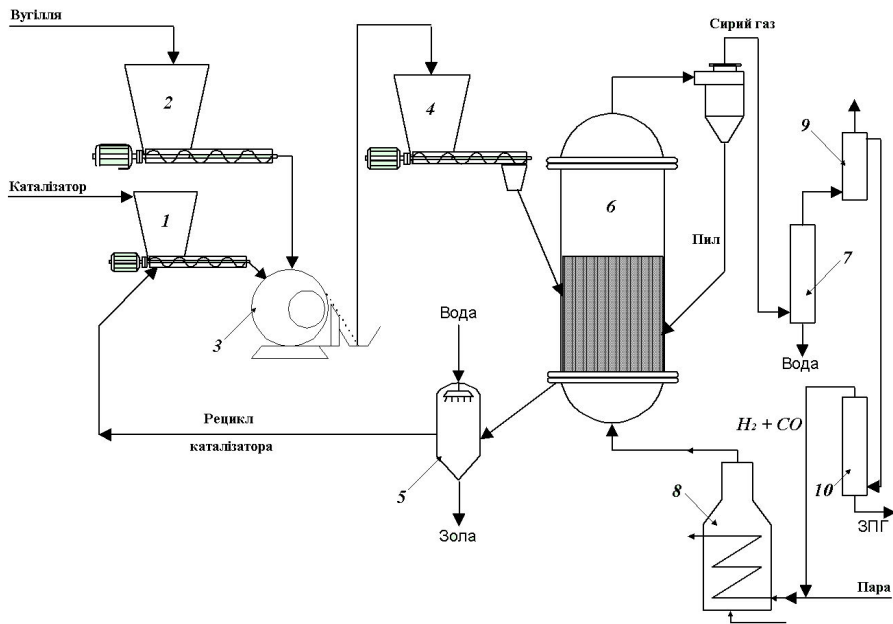 Вугілля
Сирий газ
2
4
9
Каталізатор
1
6
Пил
7
3
Вода
Вода
Рецикл
каталізатора
H₂ + CO
5
8
10
ЗПГ
Зола
Пара